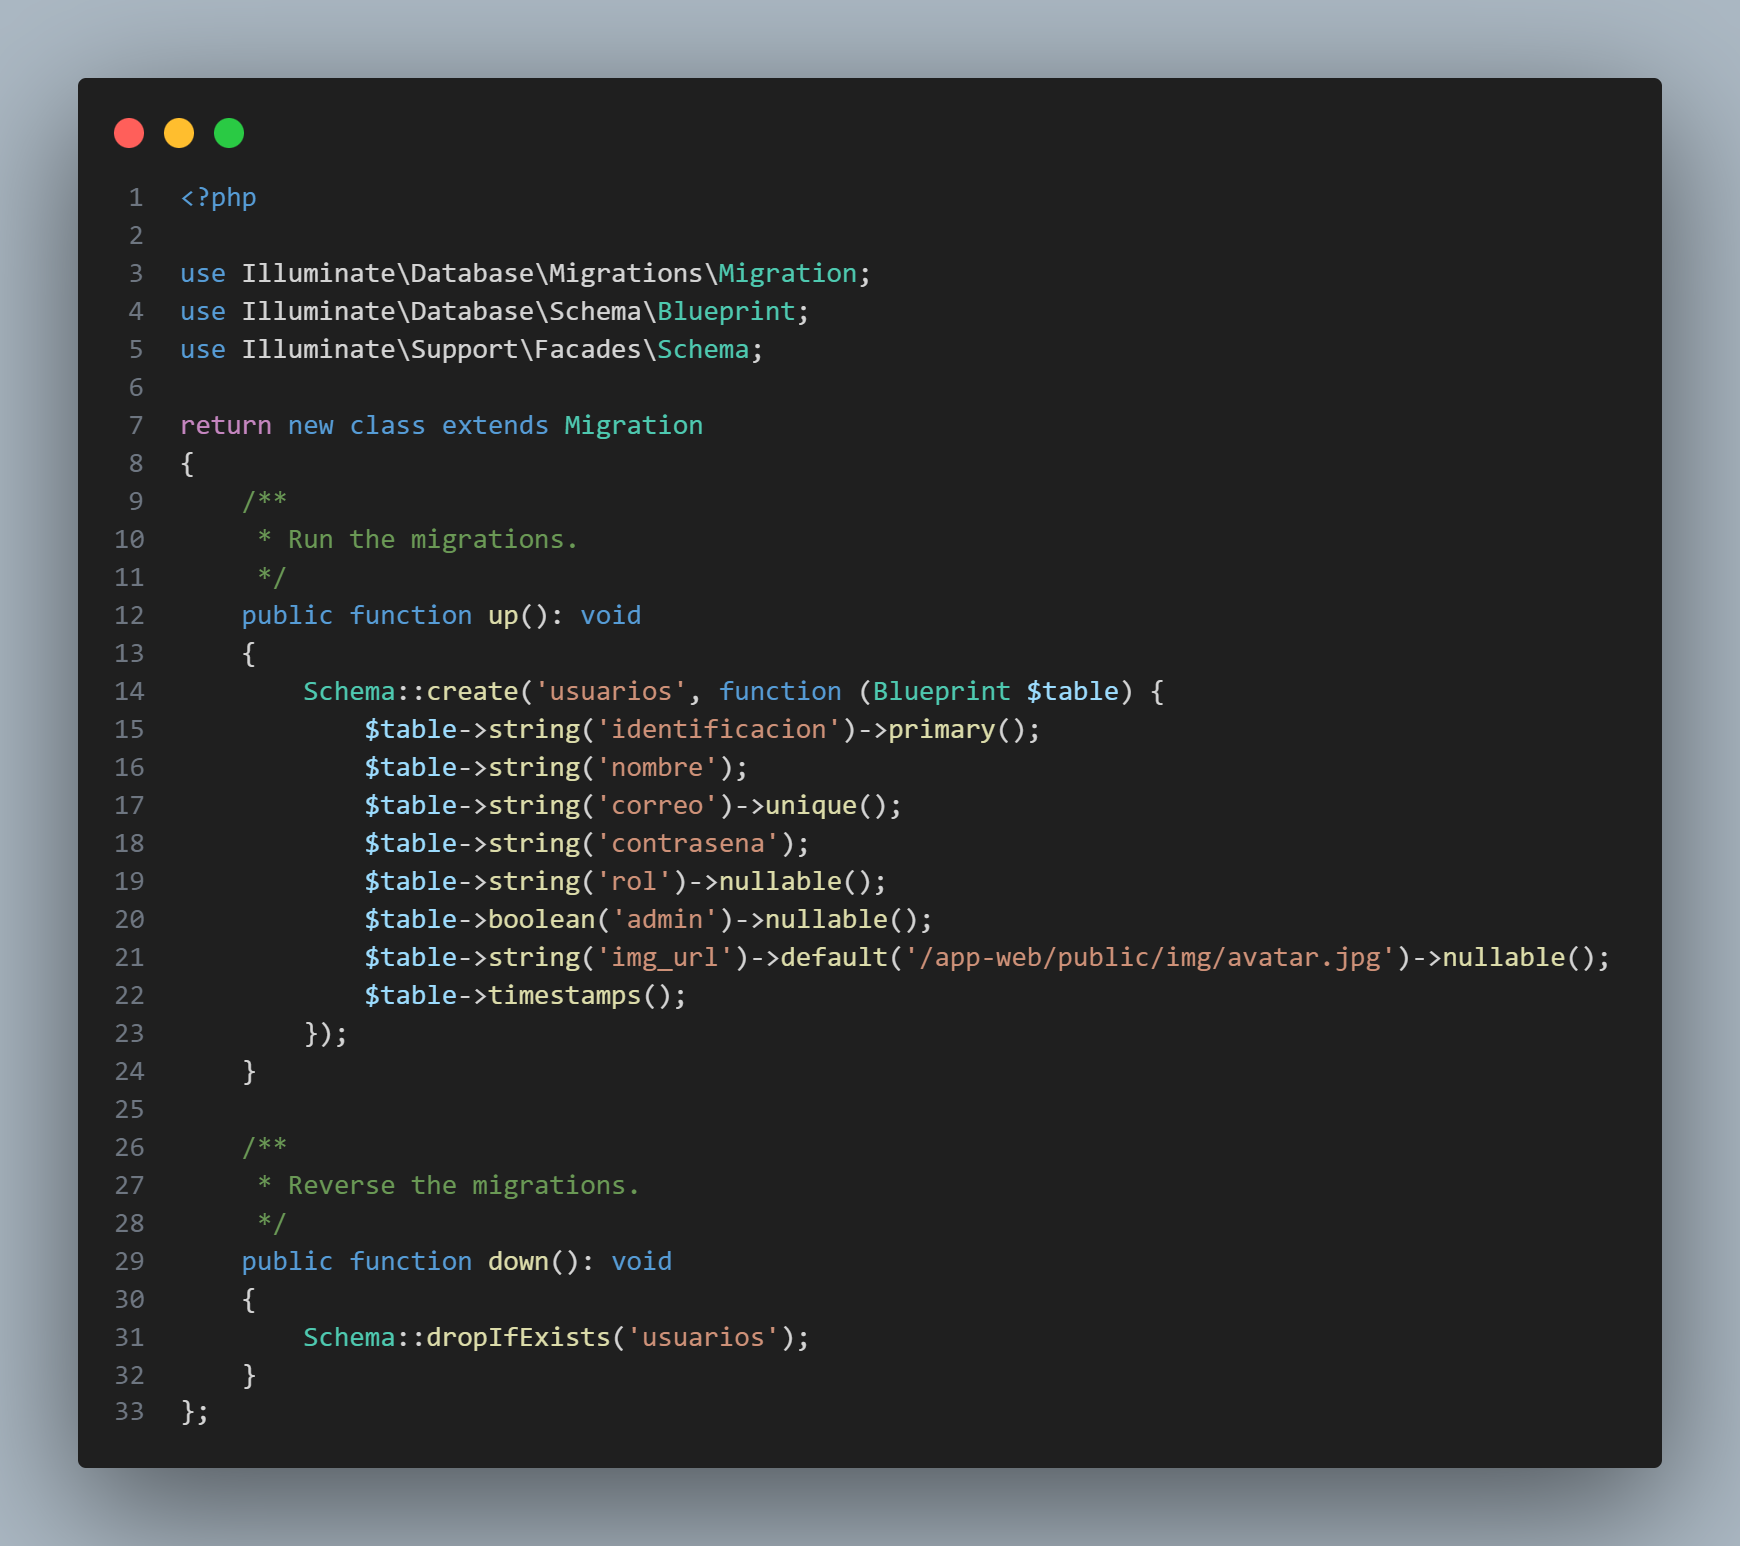 1 <?php
2
3 use Illuminate\Database\Migrations\Migration;
4 use Illuminate\Database\Schema\Blueprint;
5 use Illuminate\Support\Facades\Schema;
6
7 return new class extends Migration
8 {
9     /**
10      * Run the migrations.
11      */
12     public function up(): void
13     {
14         Schema::create('usuarios', function (Blueprint $table) {
15             $table->string('identificacion')->primary();
16             $table->string('nombre');
17             $table->string('correo')->unique();
18             $table->string('contrasena');
19             $table->string('rol')->nullable();
20             $table->boolean('admin')->nullable();
21             $table->string('img_url')->default('/app-web/public/img/avatar.jpg')->nullable();
22             $table->timestamps();
23         });
24     }
25
26     /**
27      * Reverse the migrations.
28      */
29     public function down(): void
30     {
31         Schema::dropIfExists('usuarios');
32     }
33 };